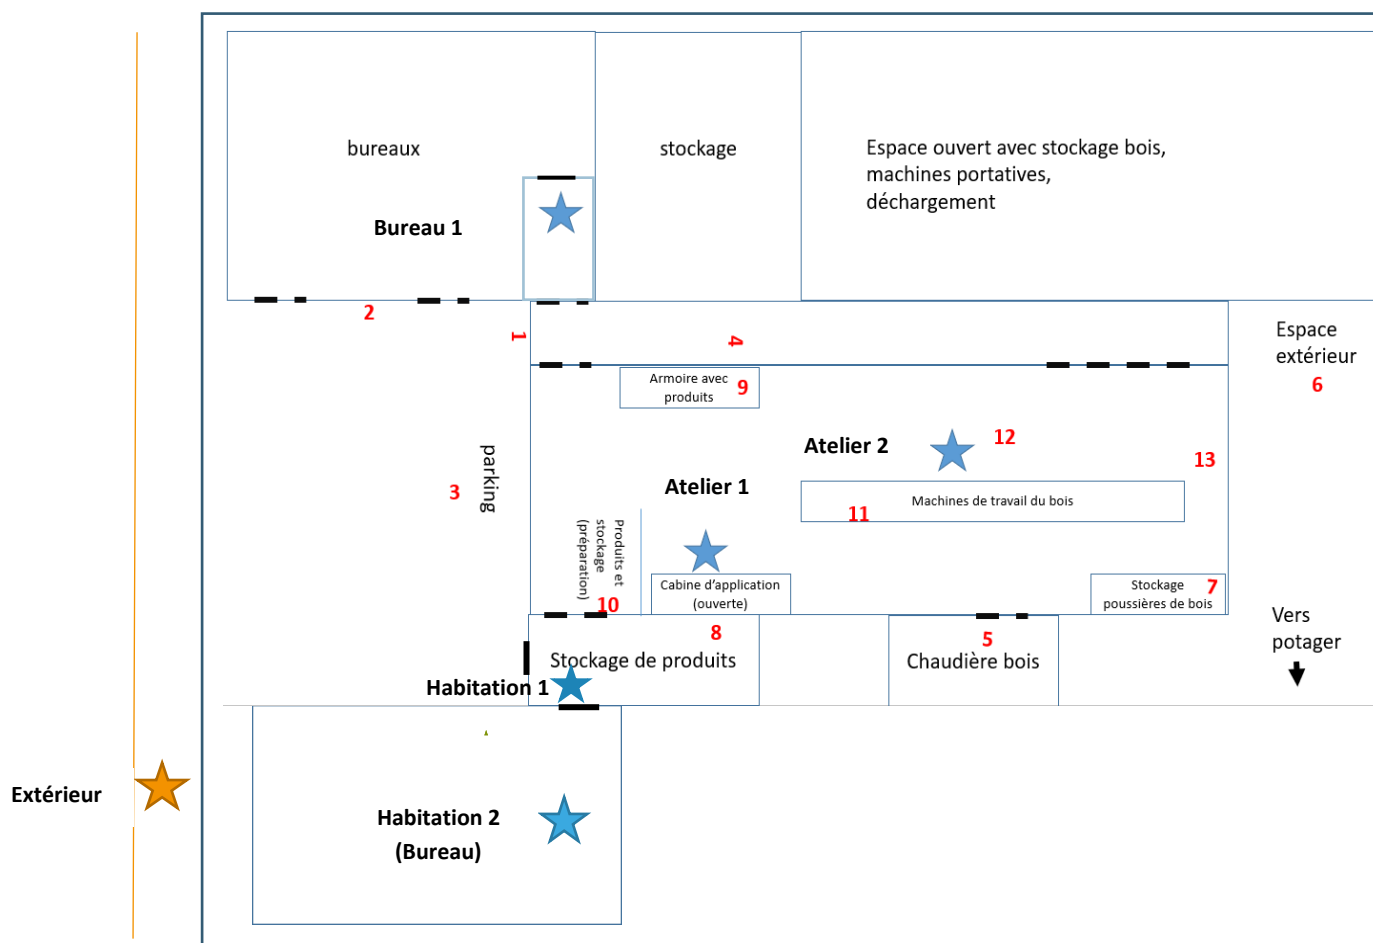 bureaux
stockage
Espace ouvert avec stockage bois,
machines portatives,
déchargement
Bureau 1
2
1
4
Espace
extérieur
6
Armoire avec
produits
9
Atelier 2
12
13
Atelier 1
parking
3
Machines de travail du bois
11
Produits et
stockage
(préparation)
10
Cabine d'application
(ouverte)
Stockage
poussières de bois
7
8
Stockage de produits
5
Chaudière bois
Vers
potager
Habitation 1
Extérieur
Habitation 2
(Bureau)